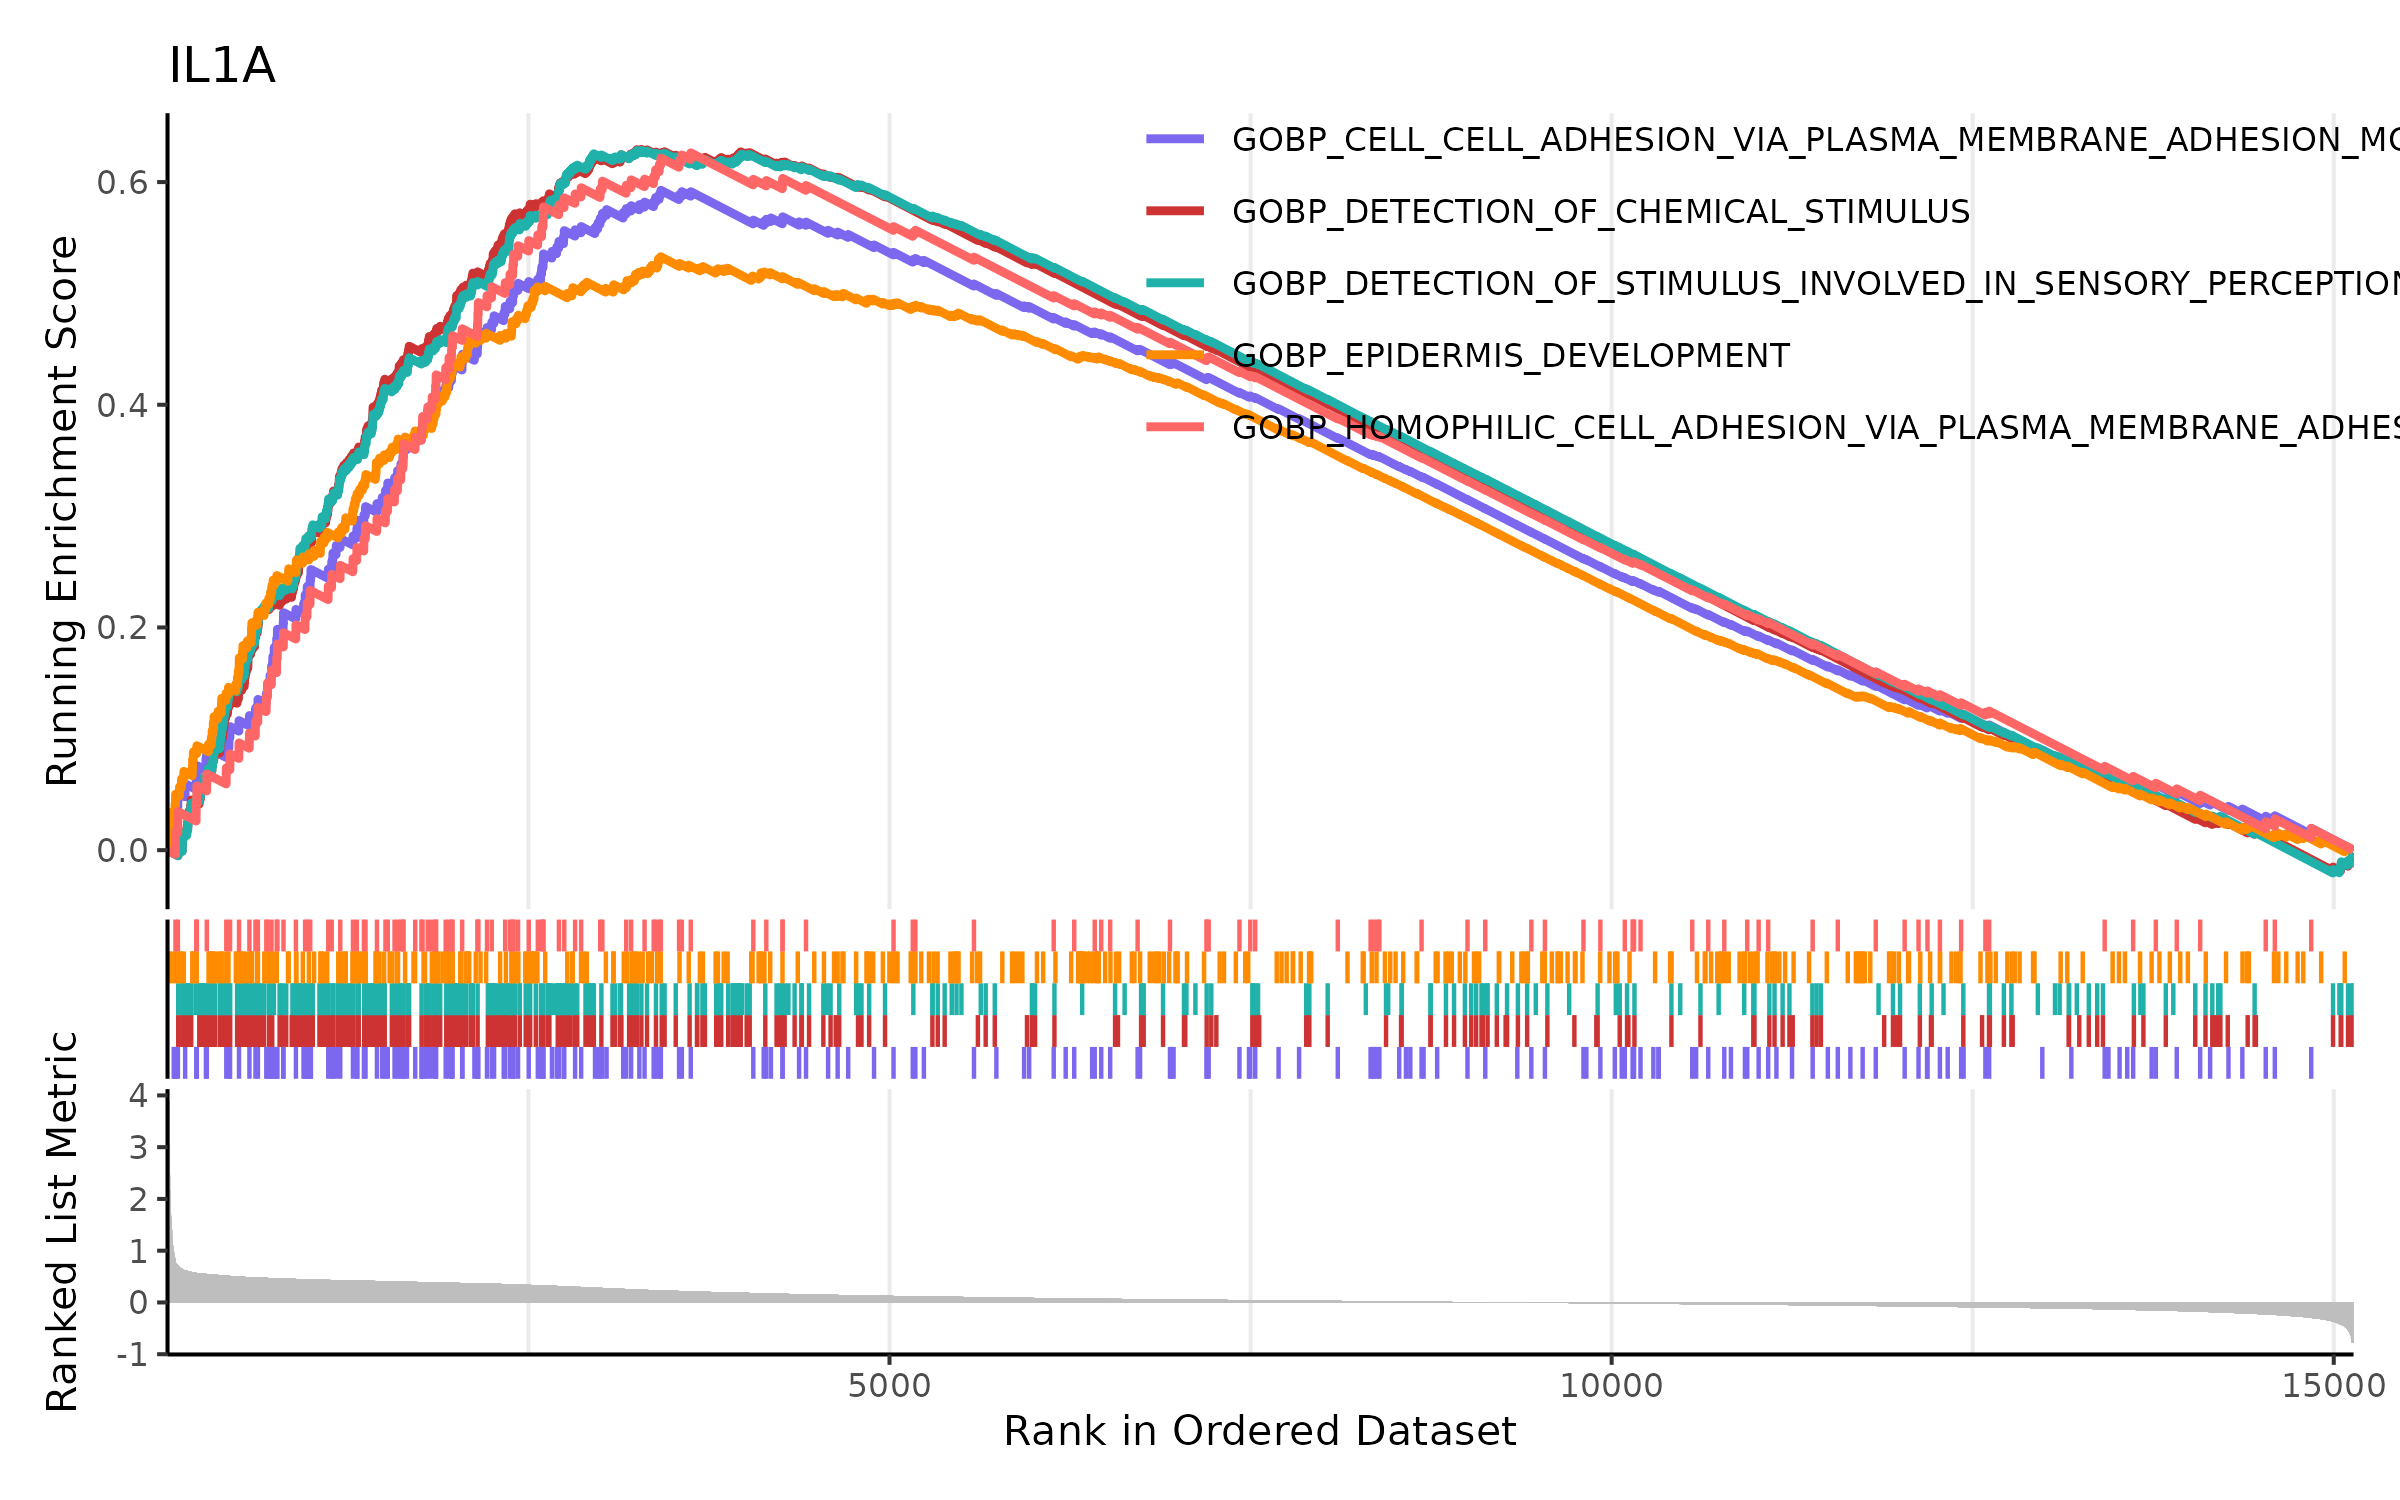 IL1A
Running Enrichment Score
0.6
0.4
0.2
0.0
GOBP_CELL_CELL_ADHESION_VIA_PLASMA_MEMBRANE_ADHESION_MO
GOBP_DETECTION_OF_CHEMICAL_STIMULUS
GOBP_DETECTION_OF_STIMULUS_INVOLVED_IN_SENSORY_PERCEPTION
GOBP_EPIDERMIS_DEVELOPMENT
GOBP_HOMOPHILIC_CELL_ADHESION_VIA_PLASMA_MEMBRANE_ADHES
Ranked List Metric
4
3
2
1
0
-1
5000
10000
15000
Rank in Ordered Dataset